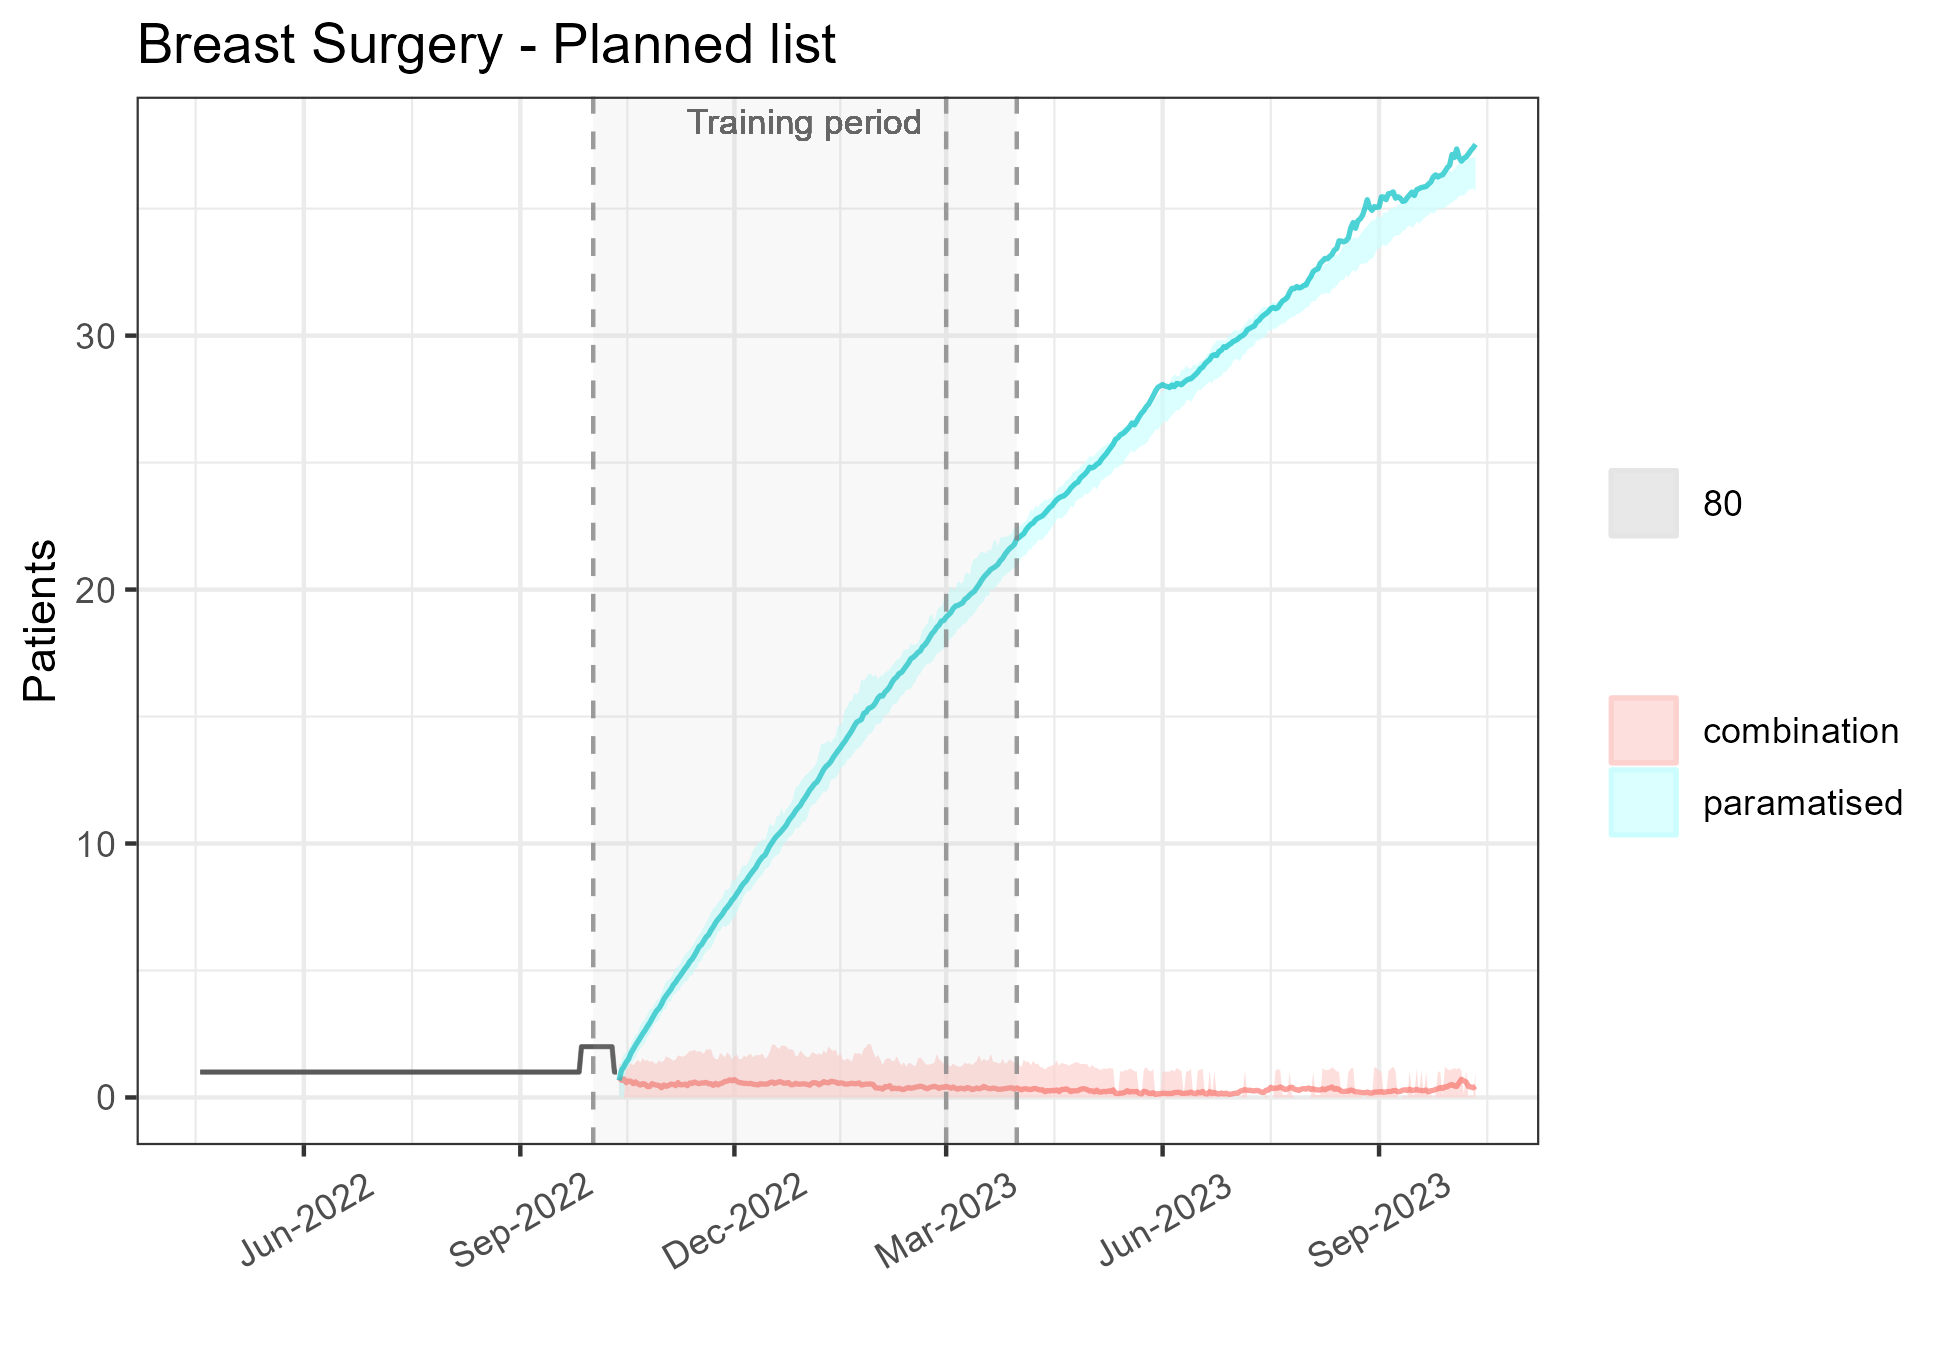 Breast Surgery - Planned list
Training period
Patients
30
20
10
0
Jun-2022
Sep-2022
Dec-2022
Mar-2023
Jun-2023
Sep-2023
80
combination
paramatised